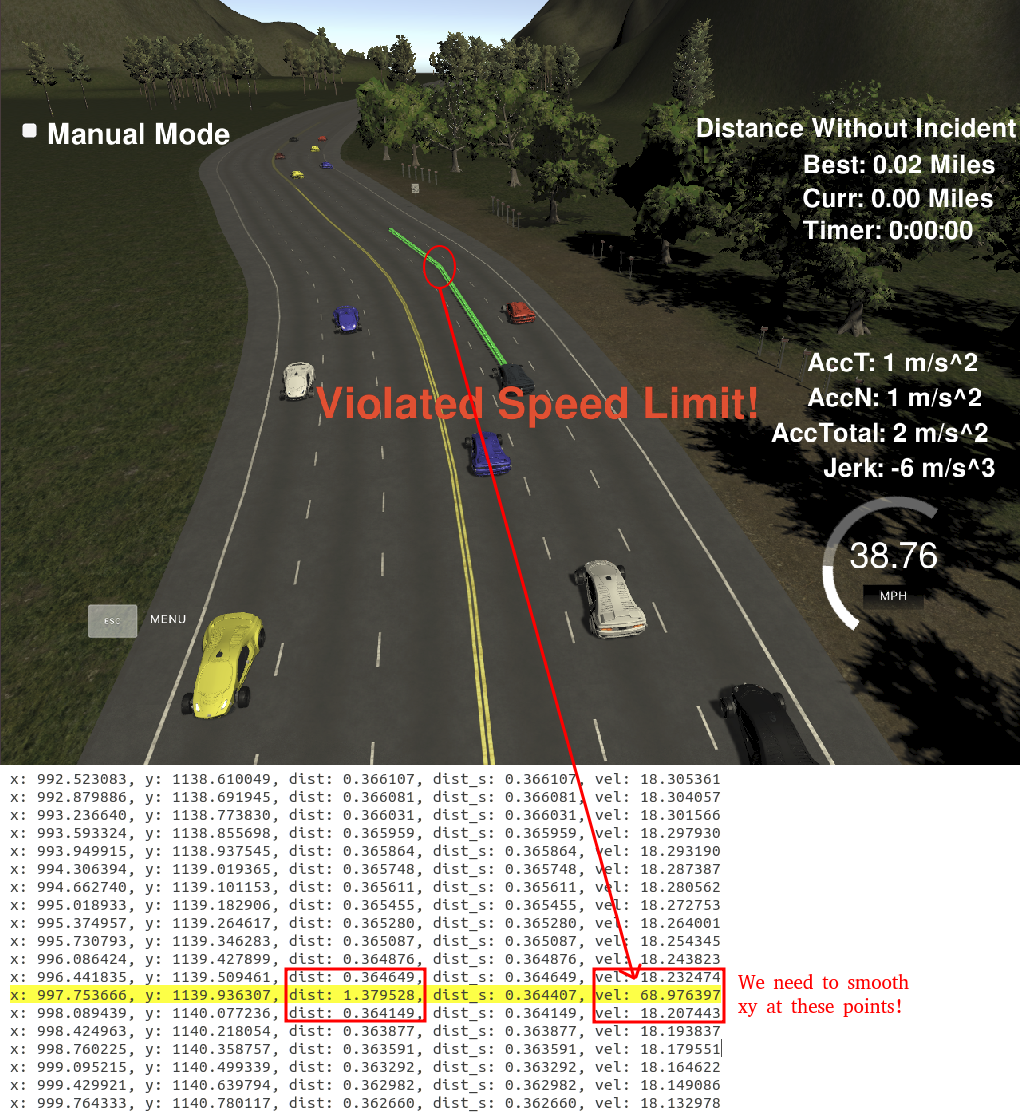 Manual Mode
Distance Without Incident
Best: 0.02 Miles
Curr: 0.00 Miles
Timer: 0:00:00
AccT: 1 m/s^2
Violated Speed Limit!
AccN: 1 m/s^2
AccTotal: 2 m/s^2
Jerk: -6 m/s^3
38.76
MPH
ESC MENU
x: 992.523083, y: 1138.610049, dist: 0.366107, dist_s: 0.366107, vel: 18.305361
x: 992.879886, y: 1138.691945, dist: 0.366081, dist_s: 0.366081, vel: 18.304057
x: 993.236640, y: 1138.773830, dist: 0.366031, dist_s: 0.366031, vel: 18.301566
x: 993.593324, y: 1138.855698, dist: 0.365959, dist_s: 0.365959, vel: 18.297930
x: 993.949915, y: 1138.937545, dist: 0.365864, dist_s: 0.365864, vel: 18.293190
x: 994.306394, y: 1139.019365, dist: 0.365748, dist_s: 0.365748, vel: 18.287387
x: 994.662740, y: 1139.101153, dist: 0.365611, dist_s: 0.365611, vel: 18.280562
x: 995.018933, y: 1139.182906, dist: 0.365455, dist_s: 0.365455, vel: 18.272753
x: 995.374957, y: 1139.264617, dist: 0.365280, dist_s: 0.365280, vel: 18.264001
x: 995.730793, y: 1139.346283, dist: 0.365087, dist_s: 0.365087, vel: 18.254345
x: 996.086424, y: 1139.427899, dist: 0.364876, dist_s: 0.364876, vel: 18.243823
x: 996.441835, y: 1139.509461, dist: 0.364649, dist_s: 0.364649, vel: 18.232474
x: 997.753666, y: 1139.936307, dist: 1.379528, dist_s: 0.364407, vel: 68.976397
x: 998.089439, y: 1140.077236, dist: 0.364149, dist_s: 0.364149, vel: 18.207443
x: 998.424963, y: 1140.218054, dist: 0.363877, dist_s: 0.363877, vel: 18.193837
x: 998.760225, y: 1140.358757, dist: 0.363591, dist_s: 0.363591, vel: 18.179551
x: 999.095215, y: 1140.499339, dist: 0.363292, dist_s: 0.363292, vel: 18.164622
x: 999.429921, y: 1140.639794, dist: 0.362982, dist_s: 0.362982, vel: 18.149086
x: 999.764333, y: 1140.780117, dist: 0.362660, dist_s: 0.362660, vel: 18.132978
We need to smooth
xy at these points!